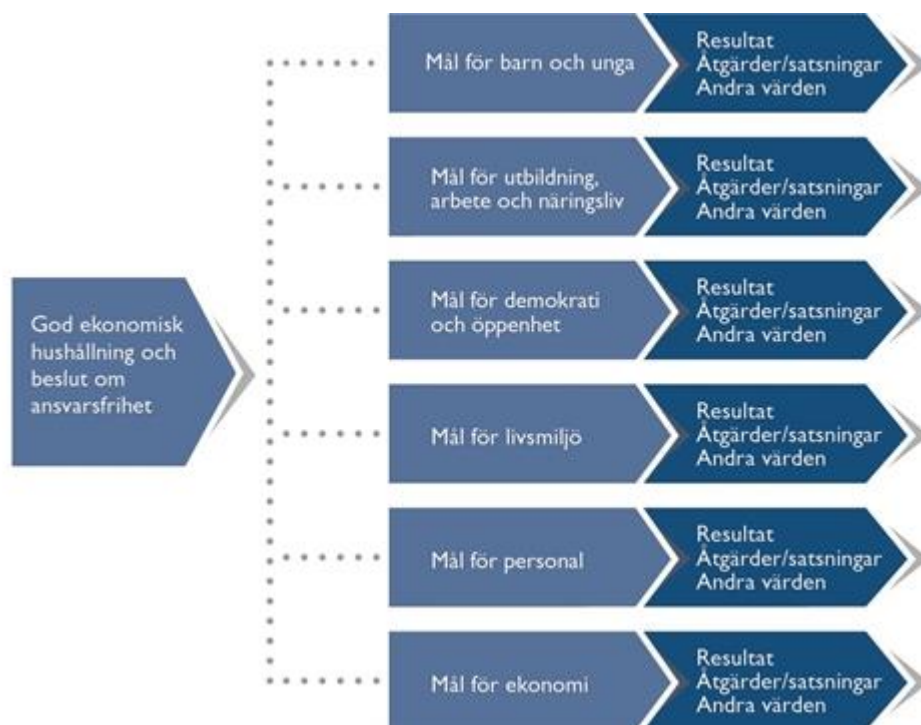 God ekonomisk
hushållning och
beslut om
ansvarsfrihet
Mål för barn och unga
Resultat
Åtgärder/satsningar
Andra värden
Mål för utbildning,
arbete och näringsliv
Resultat
Åtgärder/satsningar
Andra värden
Mål för demokrati
och öppenhet
Resultat
Åtgärder/satsningar
Andra värden
Mål för livsmiljö
Resultat
Åtgärder/satsningar
Andra värden
Mål för personal
Resultat
Åtgärder/satsningar
Andra värden
Mål för ekonomi
Resultat
Åtgärder/satsningar
Andra värden